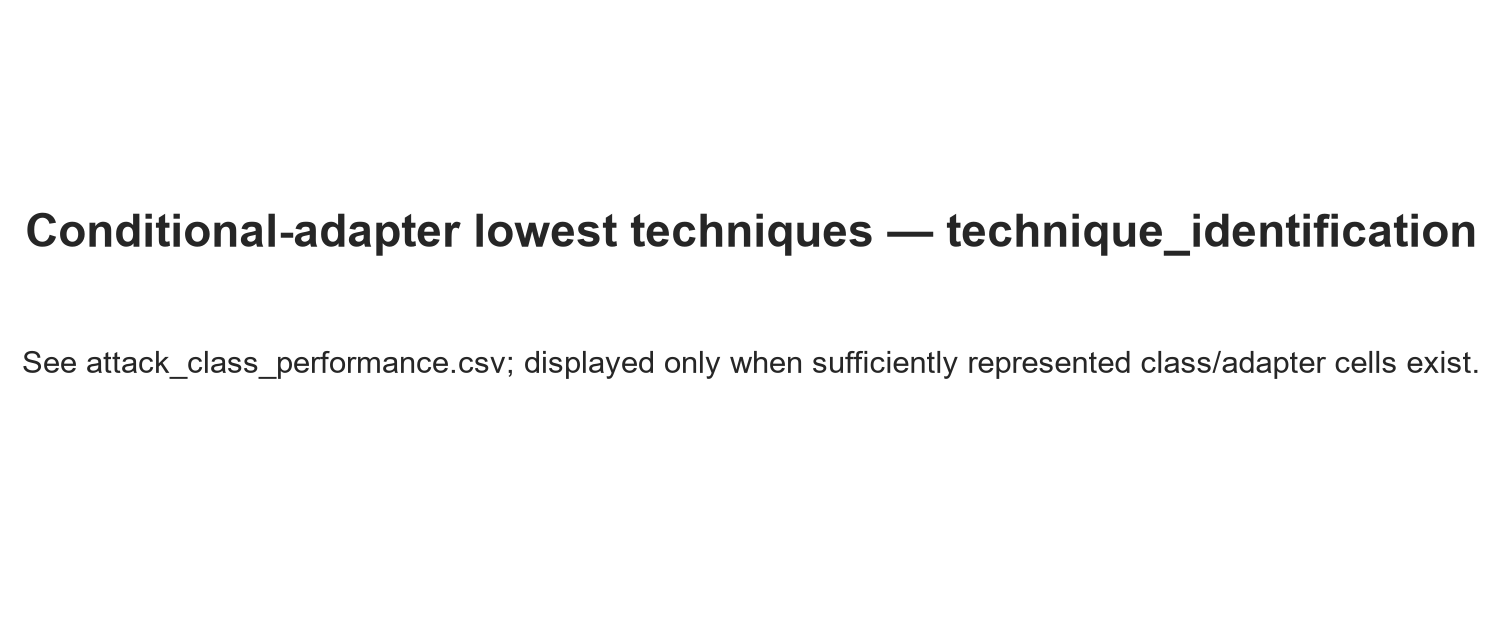 Conditional-adapter lowest techniques — technique_identification
See attack_class_performance.csv; displayed only when sufficiently represented class/adapter cells exist.